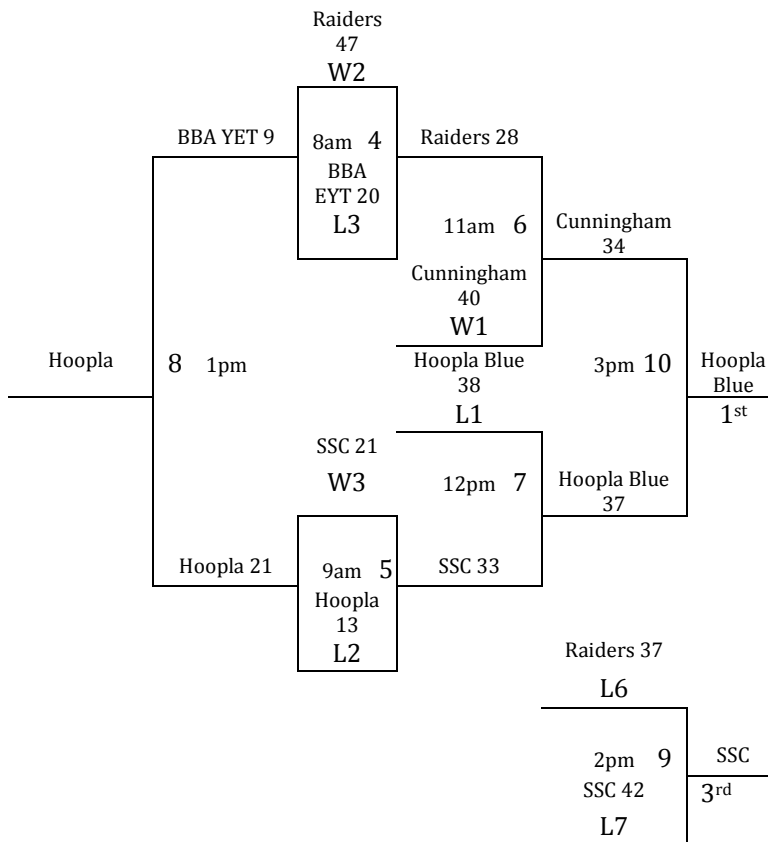 Raiders
47
W2
BBA YET 9
8am 4
Raiders 28
BBA
EYT 20
L3
11am 6
Cunningham
34
Cunningham
40
W1
Hoopla
8 1pm
Hoopla Blue
38
L1
3pm 10
Hoopla
Blue
1st
SSC 21
W3
12pm 7
Hoopla Blue
37
Hoopla 21
9am 5
SSC 33
Hoopla
13
L2
Raiders 37
L6
2pm 9
SSC
SSC 42
3rd
L7